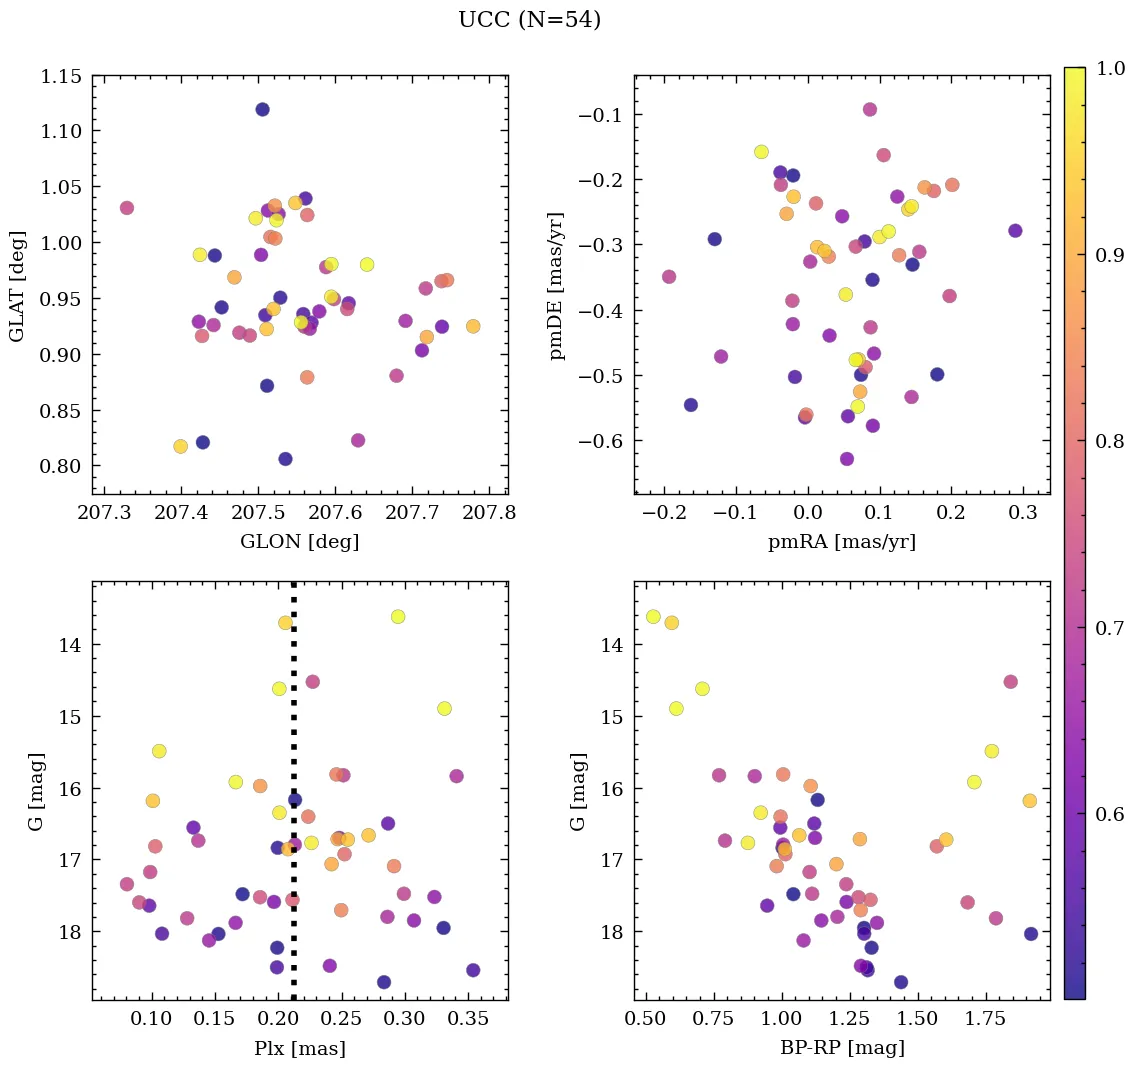 UCC (N=54)
1.15
1.10
1.05
1.00
0.95
0.90
0.85
0.80
GLAT [deg]
207.3 207.4 207.5 207.6 207.7 207.8
GLON [deg]
−0.1
−0.2
−0.3
−0.4
−0.5
−0.6
pmDE [mas/yr]
−0.2 −0.1 0.0 0.1 0.2 0.3
pmRA [mas/yr]
14
15
16
17
18
G [mag]
0.10 0.15 0.20 0.25 0.30 0.35
Plx [mas]
14
15
16
17
18
G [mag]
0.50 0.75 1.00 1.25 1.50 1.75
BP-RP [mag]
1.0
0.9
0.8
0.7
0.6